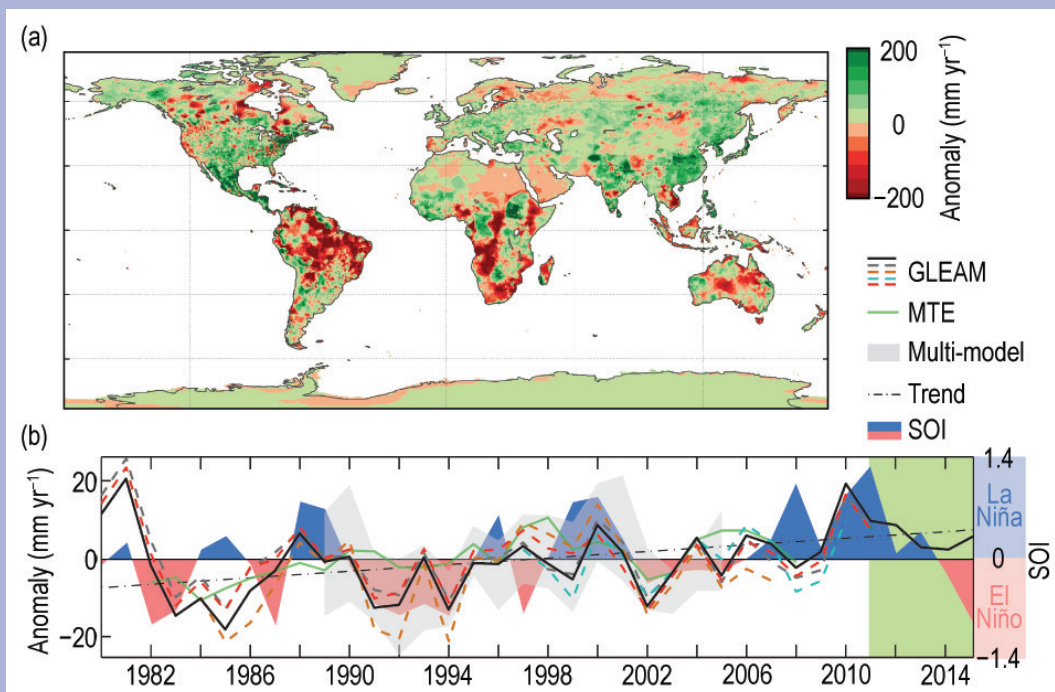 (a)
200
0
−200
Anomaly (mm yr⁻¹)
GLEAM
MTE
Multi-model
Trend
SOI
(b)
Anomaly (mm yr⁻¹)
20
0
−20
1982
1986
1990
1994
1998
2002
2006
2010
2014
1.4
La
Niña
0
El
Niño
−1.4
SOI